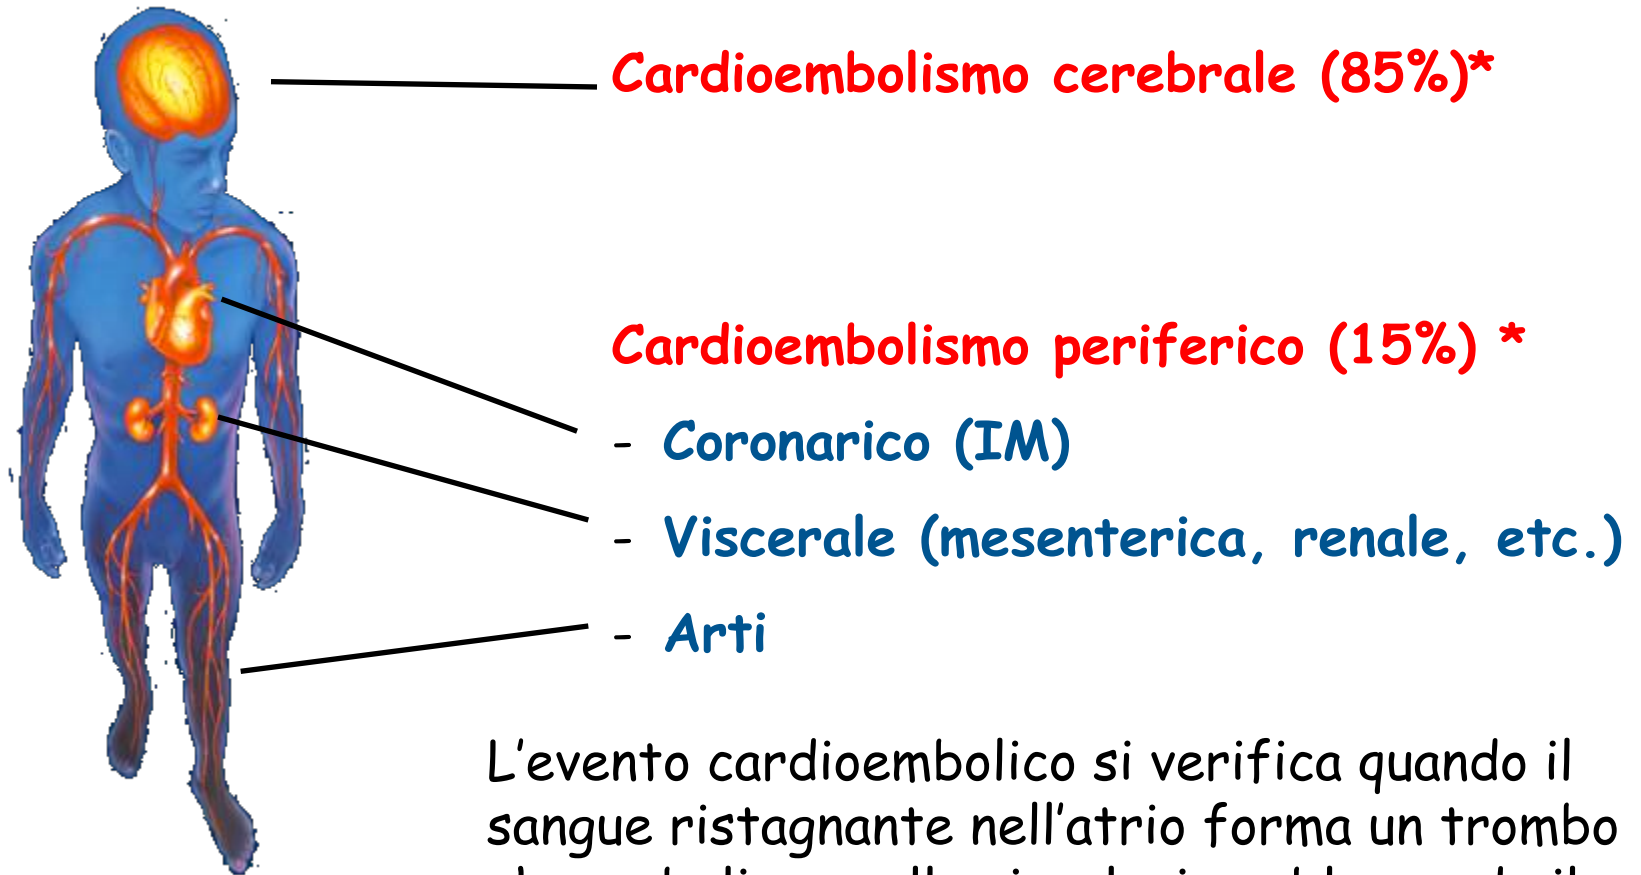 Cardioembolismo cerebrale (85%)*
Cardioembolismo periferico (15%) *
- Coronarico (IM)
- Viscerale (mesenterica, renale, etc.)
- Arti
L’evento cardioembolico si verifica quando il
sangue ristagnante nell’atrio forma un trombo